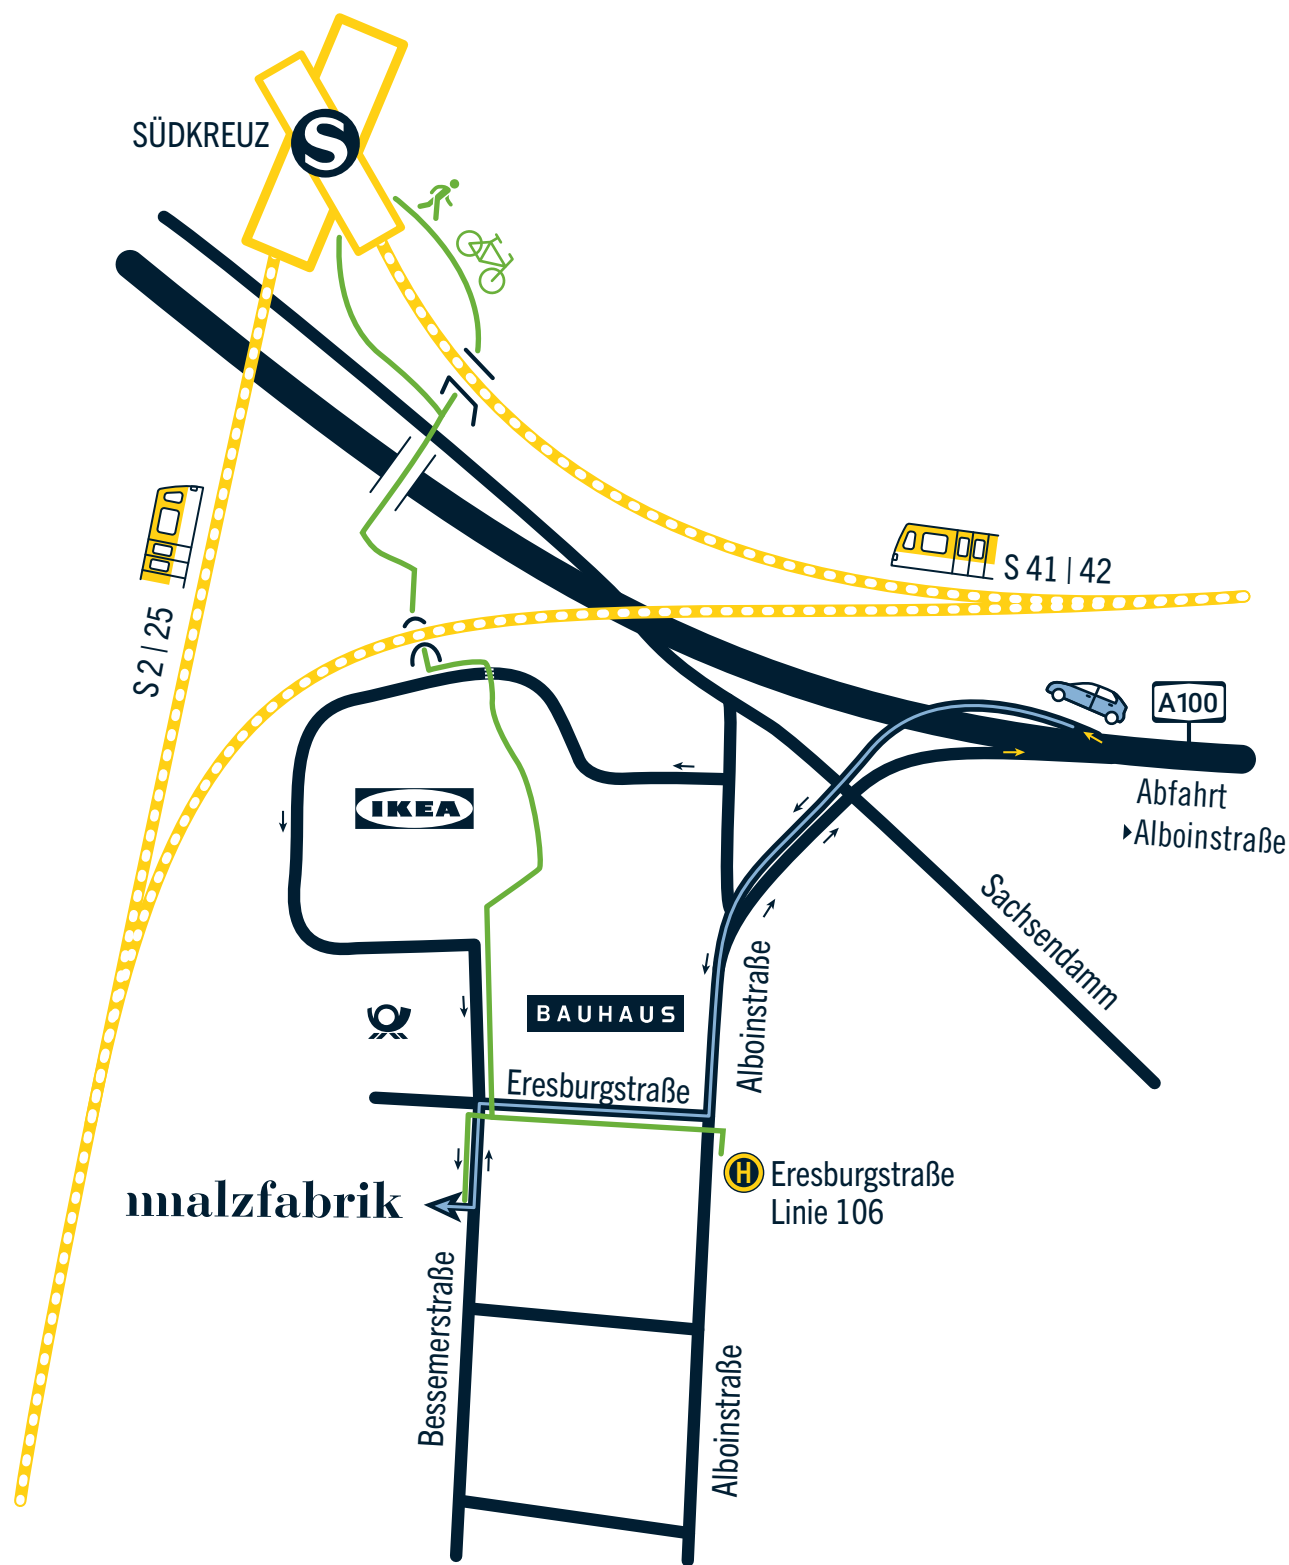 SÜDKREUZ
S
S 41 | 42
S 2 | 25
A100
Abfahrt
Alboinstraße
IKEA
Sachsendamm
Alboinstraße
BAUHAUS
Eresburgstraße
H
Eresburgstraße
Linie 106
malzfabrik
Bessemerstraße
Alboinstraße